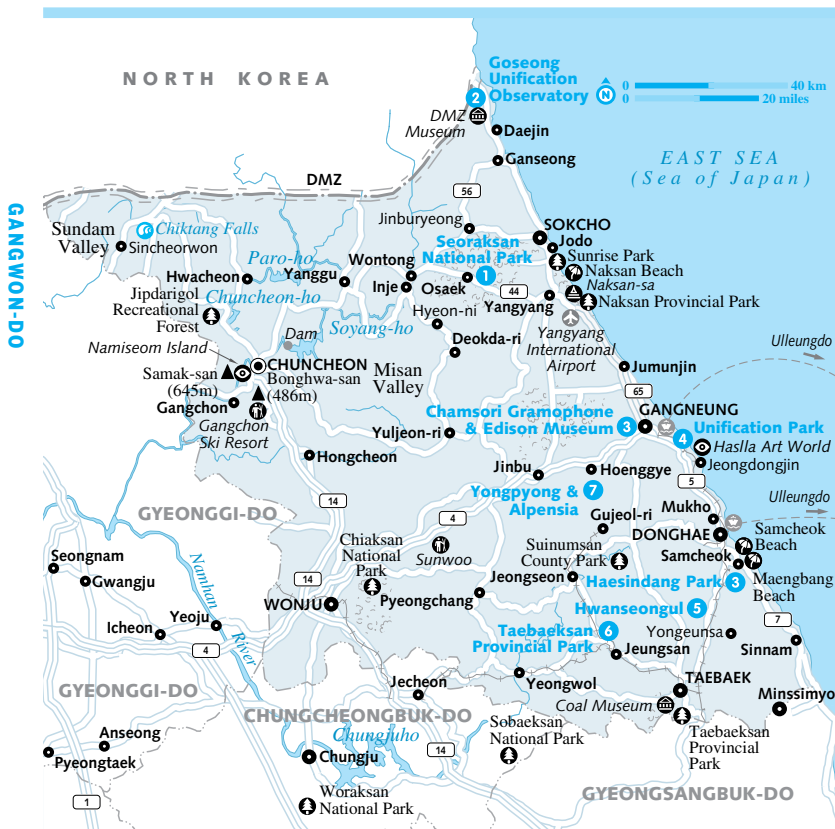 GANGWON-DO
NORTH KOREA
Goseong
Unification
Observatory
2
N
0 40 km
0 20 miles
DMZ
Museum
Daejin
Ganseong
EAST SEA
(Sea of Japan)
DMZ
56
Jinburyeong
SOKCHO
Jodo
Sunrise Park
Naksan Beach
Naksan-sa
Naksan Provincial Park
Sundam
Valley
Chiktang Falls
Sincheorwon
Seoraksan
National Park
1
Paro-ho
Wontong
Hwacheon
Yanggu
Inje
Osaek
44
Yangyang
Jipdarigol
Recreational
Forest
Chuncheon-ho
Soyang-ho
Hyeon-ni
Yangyang
International
Airport
Dam
Deokda-ri
Ulleungdo
Namiseom Island
CHUNCHEON
Samak-san
(645m)
Bonghwa-san
(486m)
Misan
Valley
Jumunjin
65
Gangchon
Gangchon
Ski Resort
Chamsori Gramophone
& Edison Museum
3
GANGNEUNG
Unification Park
4
Haslla Art World
Jeongdongjin
Yuljeon-ri
Hongcheon
Jinbu
Hoenggye
5
Yongpyong &
Alpensia
7
14
Ulleungdo
GYEONGGI-DO
4
Gujeol-ri
Mukho
DONGHAE
Samcheok
Beach
Chiaksan
National
Park
Sunwoo
Suinumsan
County Park
Samcheok
Maengbang
Beach
Seongnam
Gwangju
Namhan
River
14
Jeongseon
Haesindang Park
3
WONJU
Pyeongchang
Hwanseongul
5
Icheon
Yeoju
4
Taebaeksan
Provincial Park
6
Yongeunsa
7
Sinnam
Jeungsan
GYEONGGI-DO
Jecheon
Yeongwol
TAEBAEK
Minssimyo
CHUNGCHEONGBUK-DO
Coal Museum
Sobaeksan
National Park
Taebaeksan
Provincial
Park
Chungjuho
Anseong
Pyeongtaek
Chungju
14
GYEONGSANGBUK-DO
1
Woraksan
National Park